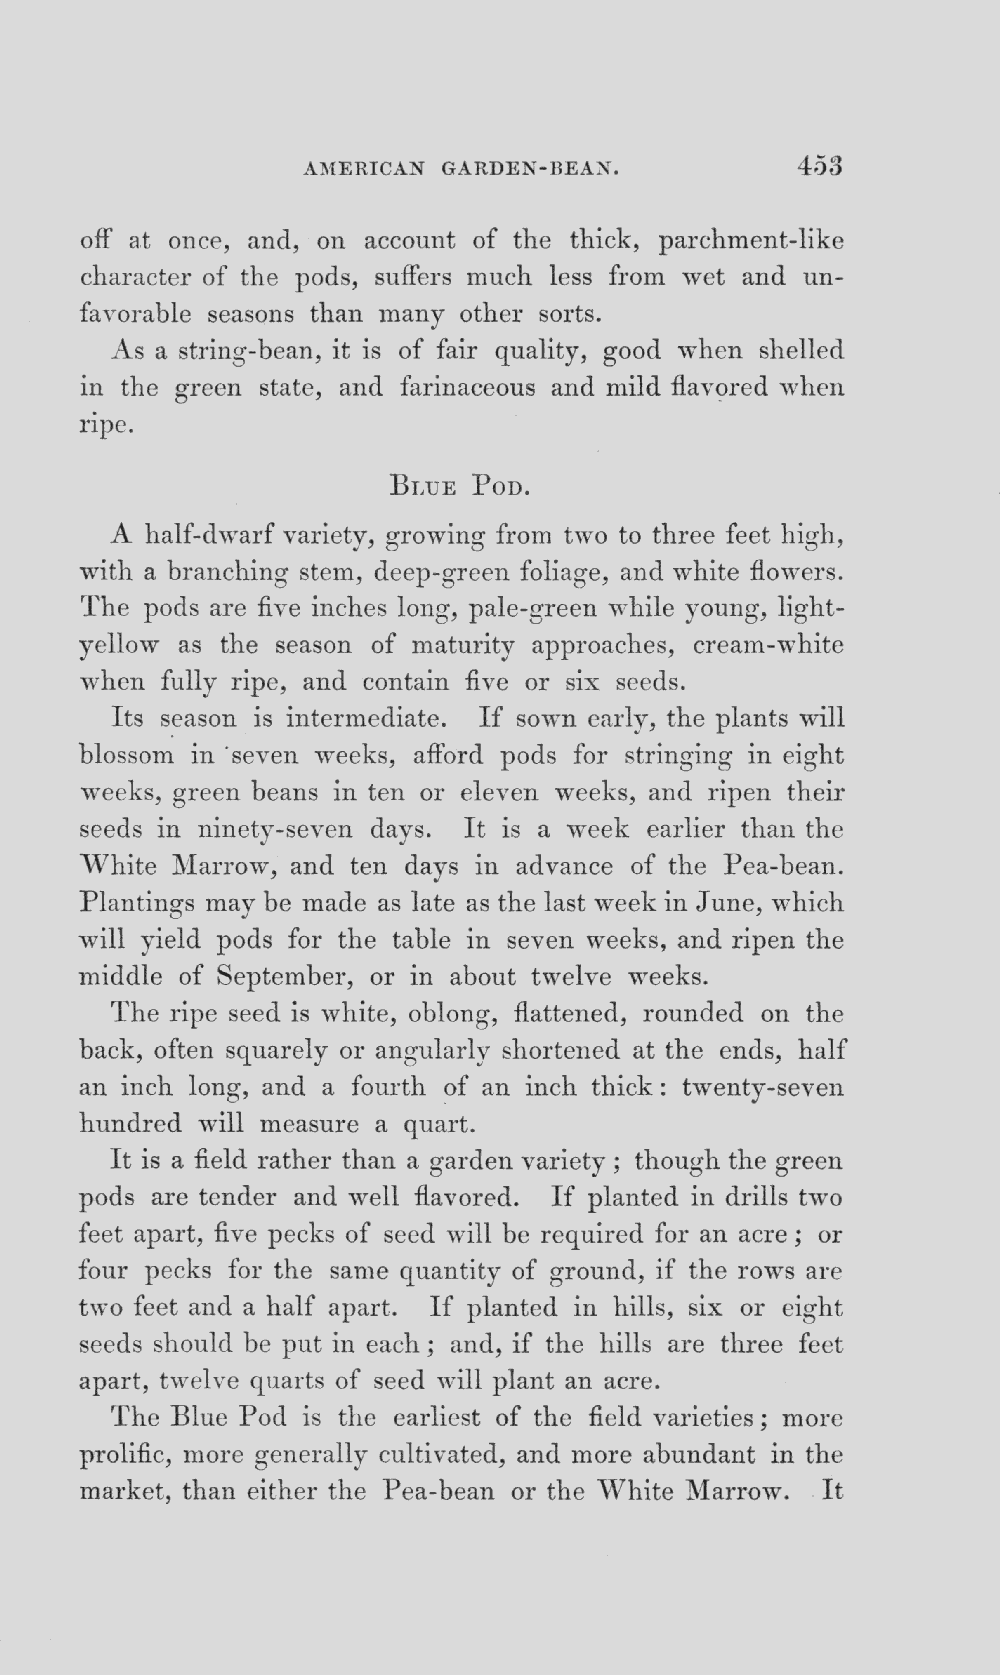 AMERICAN GARDEN-BEAN. 453
off at once, and, on account of the thick, parchment-like
character of the pods, suffers much less from wet and un-
favorable seasons than many other sorts.
As a string-bean, it is of fair quality, good when shelled
in the green state, and farinaceous and mild flavored when
ripe.
BLUE POD.
A half-dwarf variety, growing from two to three feet high,
with a branching stem, deep-green foliage, and white flowers.
The pods are five inches long, pale-green while young, light-
yellow as the season of maturity approaches, cream-white
when fully ripe, and contain five or six seeds.
Its season is intermediate. If sown early, the plants will
blossom in seven weeks, afford pods for stringing in eight
weeks, green beans in ten or eleven weeks, and ripen their
seeds in ninety-seven days. It is a week earlier than the
White Marrow, and ten days in advance of the Pea-bean.
Plantings may be made as late as the last week in June, which
will yield pods for the table in seven weeks, and ripen the
middle of September, or in about twelve weeks.
The ripe seed is white, oblong, flattened, rounded on the
back, often squarely or angularly shortened at the ends, half
an inch long, and a fourth of an inch thick: twenty-seven
hundred will measure a quart.
It is a field rather than a garden variety; though the green
pods are tender and well flavored. If planted in drills two
feet apart, five pecks of seed will be required for an acre; or
four pecks for the same quantity of ground, if the rows are
two feet and a half apart. If planted in hills, six or eight
seeds should be put in each; and, if the hills are three feet
apart, twelve quarts of seed will plant an acre.
The Blue Pod is the earliest of the field varieties; more
prolific, more generally cultivated, and more abundant in the
market, than either the Pea-bean or the White Marrow. It